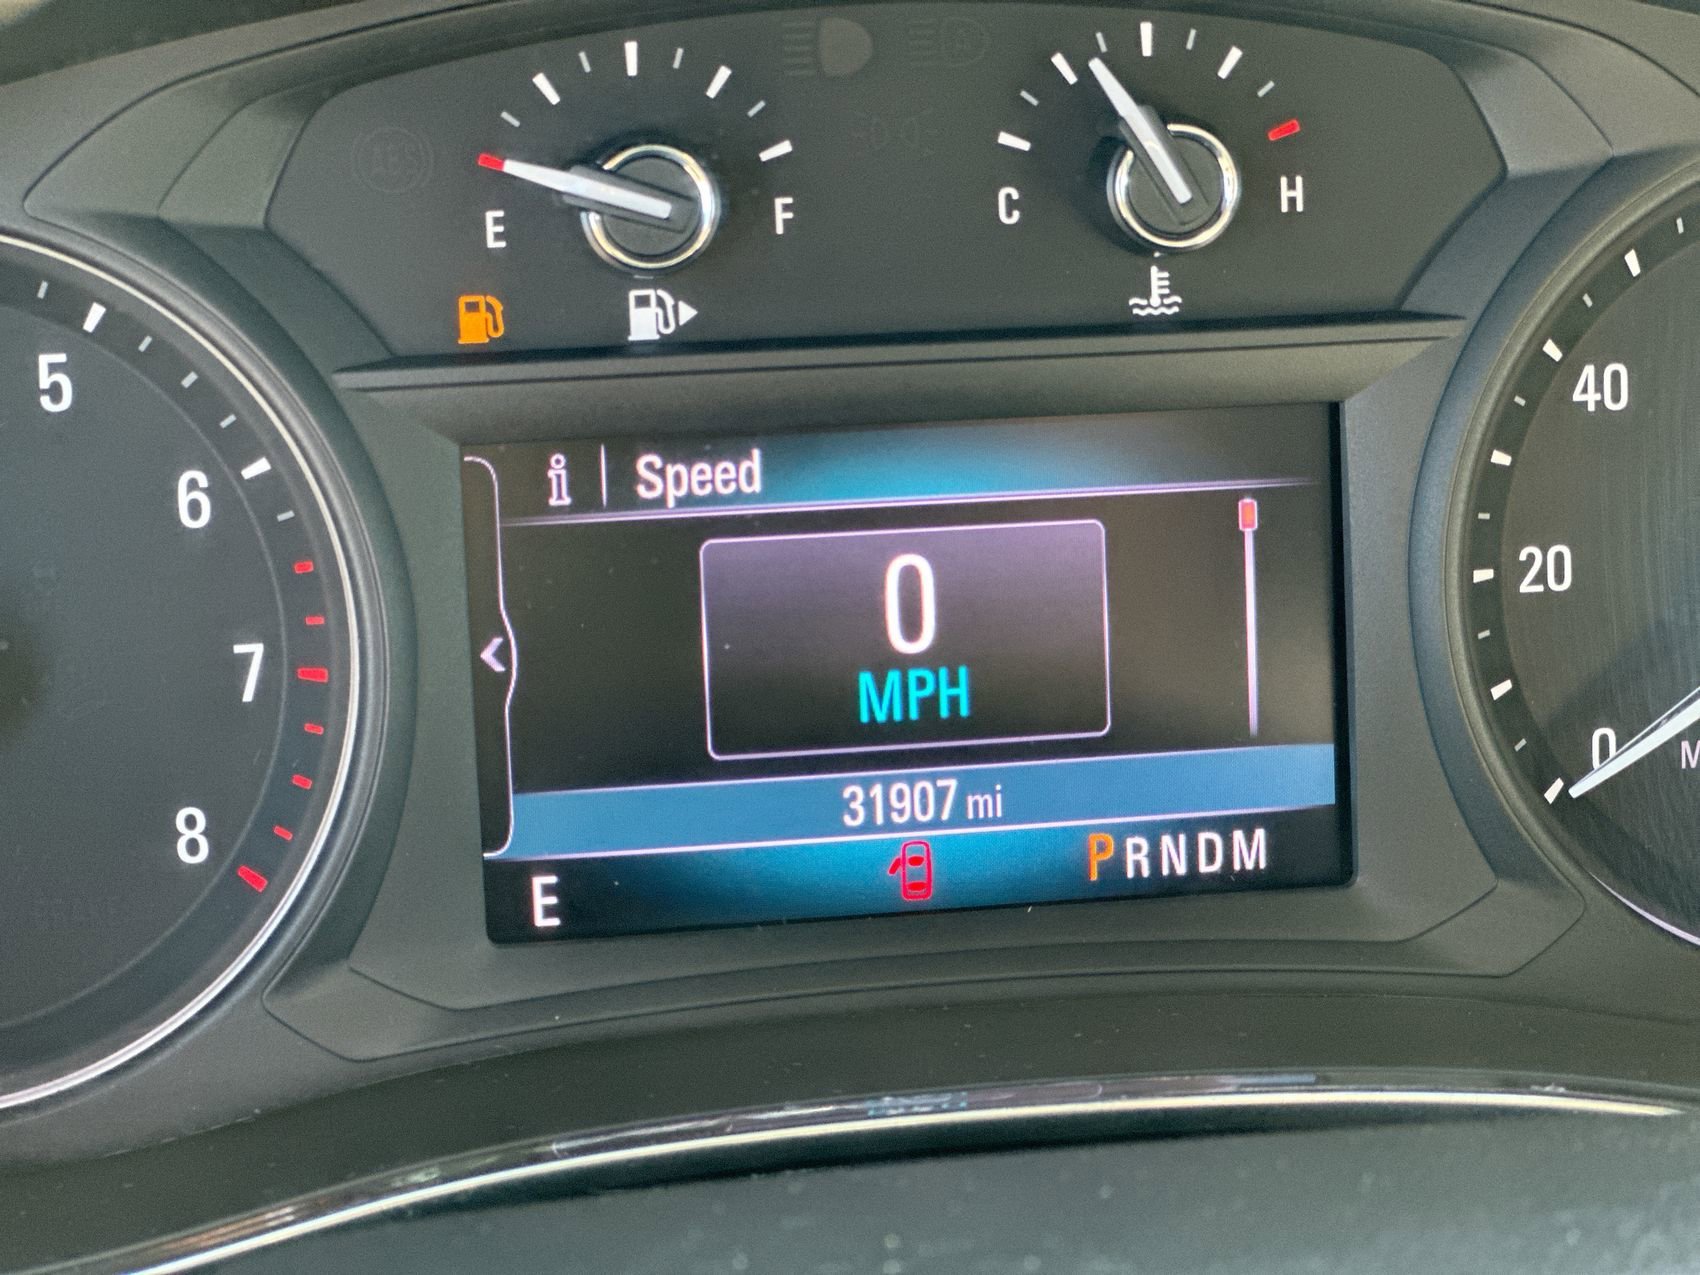 E F
C H
5
6
7
8
i Speed
0
MPH
31907 mi
E
PRNDM
40
20
0